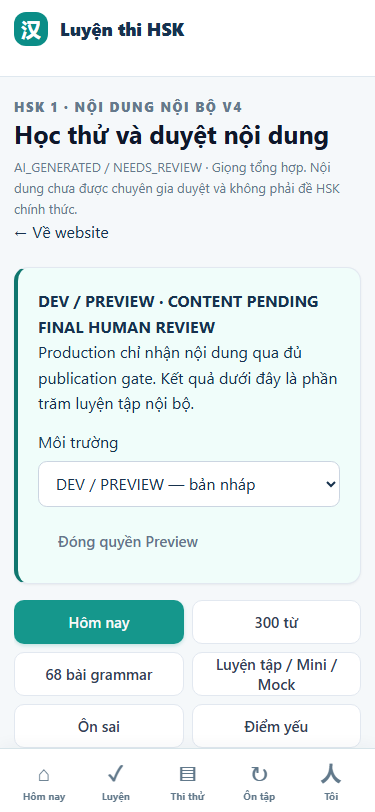 汉 Luyện thi HSK
HSK 1 · NỘI DUNG NỘI BỘ V4
Học thử và duyệt nội dung
AI_GENERATED / NEEDS_REVIEW · Giọng tổng hợp. Nội
dung chưa được chuyên gia duyệt và không phải đề HSK
chính thức.
← Về website
DEV / PREVIEW · CONTENT PENDING
FINAL HUMAN REVIEW
Production chỉ nhận nội dung qua đủ
publication gate. Kết quả dưới đây là phần
trăm luyện tập nội bộ.
Môi trường
DEV / PREVIEW — bản nháp
Đóng quyền Preview
Hôm nay
300 từ
68 bài grammar
Luyện tập / Mini /
Mock
Ôn sai
Điểm yếu
Hôm nay
Luyện
Thi thử
Ôn tập
人
Tôi